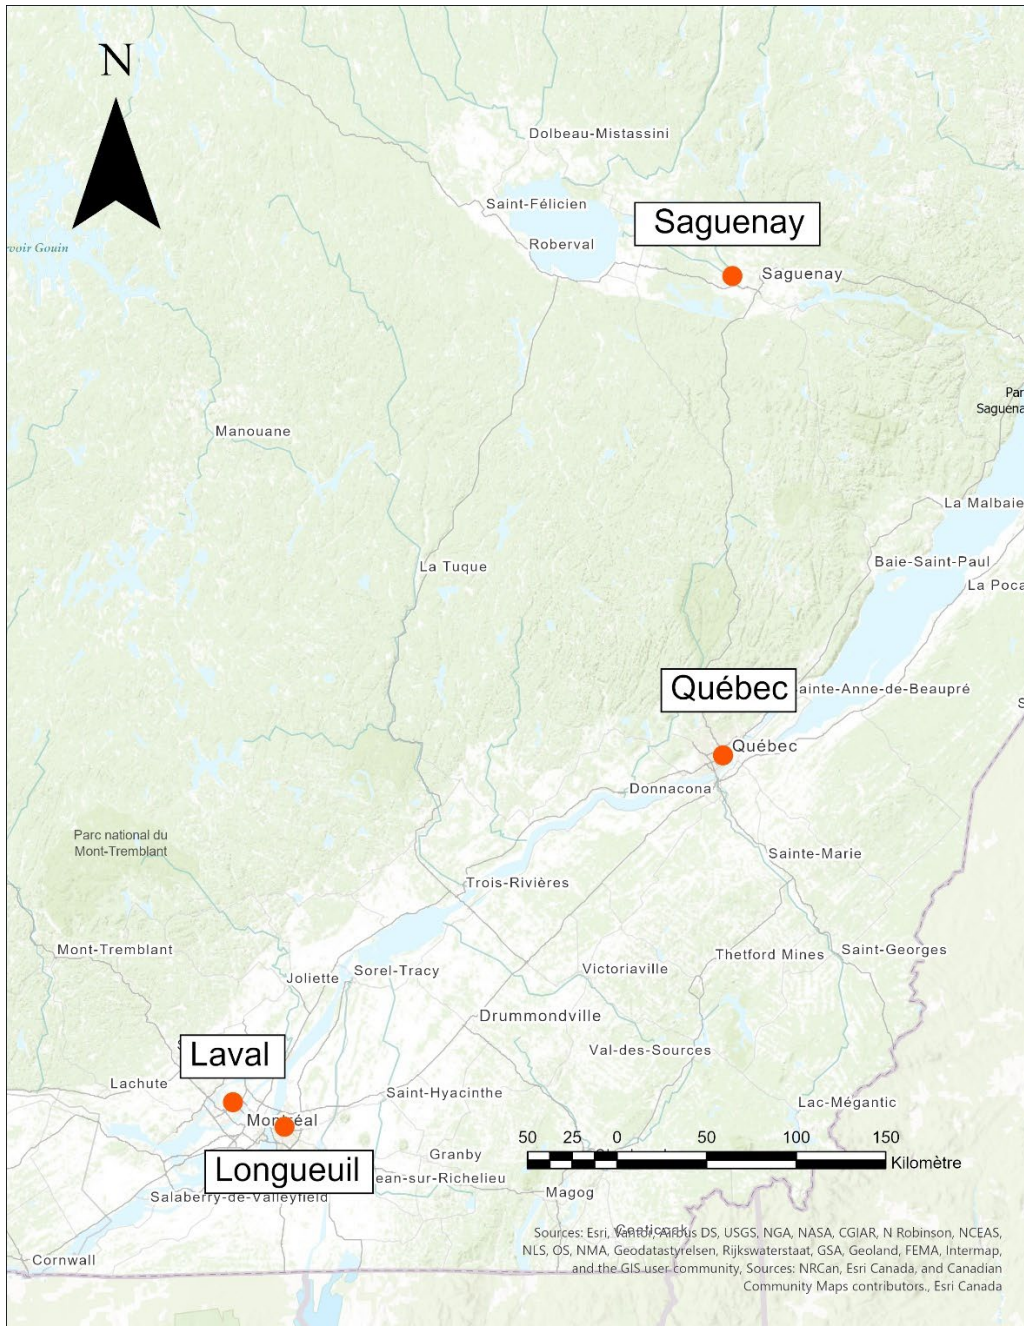 N
Dolbeau-Mistassini
Saint-Félicien
Saguenay
voir Gouin
Roberval
Saguenay
Par
Saguena
Manouane
La Malbaie
La Tuque
Baie-Saint-Paul
La Poca
Québec
ainte-Anne-de-Beaupré
S
Québec
Donnacona
Parc national du
Mont-Tremblant
Sainte-Marie
Trois-Rivières
Mont-Tremblant
Saint-Georges
Thetford Mines
Joliette
Sorel-Tracy
Victoriaville
Drummondville
Laval
Val-des-Sources
Lachute
Saint-Hyacinthe
Lac-Mégantic
Montréal
50 25 0 50 100 150
Kilomètre
Granby
Longueuil
ean-sur-Richelieu
Magog
Salaberry-de-Valleyfield
Coaticook
Sources: Esri, Vantor, Airbus DS, USGS, NGA, NASA, CGIAR, N Robinson, NCEAS,
NLS, OS, NMA, Geodatastyrelsen, Rijkswaterstaat, GSA, Geoland, FEMA, Intermap,
and the GIS user community, Sources: NRCan, Esri Canada, and Canadian
Community Maps contributors., Esri Canada
Cornwall